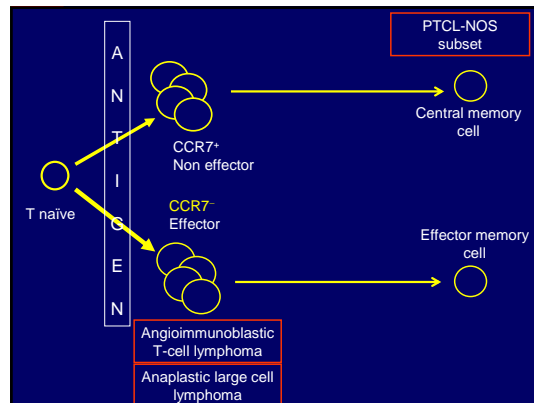 PTCL-NOS
subset
A
N
T
I
G
E
N
Central memory
cell
CCR7⁺
Non effector
T naïve
CCR7⁻
Effector
Effector memory
cell
Angioimmunoblastic
T-cell lymphoma
Anaplastic large cell
lymphoma